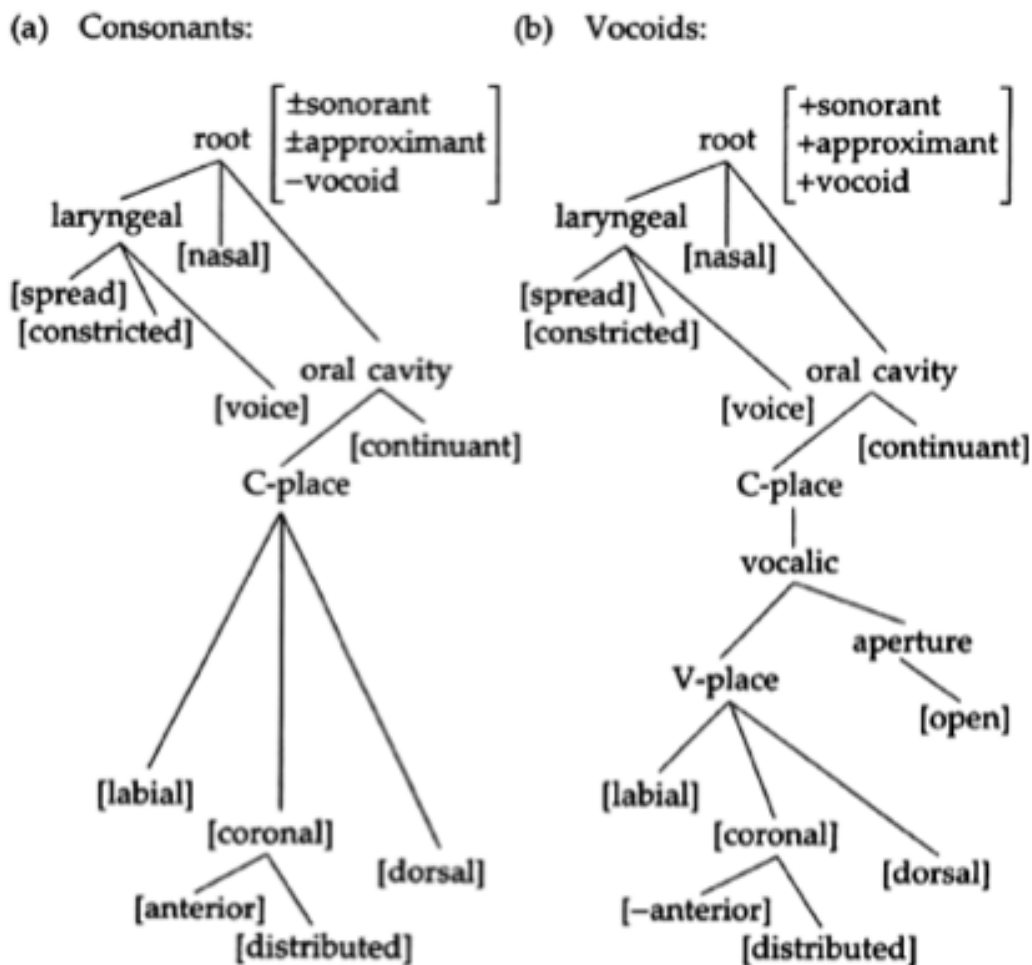 (a) Consonants:
root
±sonorant
±approximant
−vocoid
laryngeal
[nasal]
[spread]
[constricted]
oral cavity
[voice]
[continuant]
C-place
[labial]
[coronal]
[dorsal]
[anterior]
[distributed]
(b) Vocoids:
root
+sonorant
+approximant
+vocoid
laryngeal
[nasal]
[spread]
[constricted]
oral cavity
[voice]
[continuant]
C-place
vocalic
aperture
V-place
[open]
[labial]
[coronal]
[dorsal]
[−anterior]
[distributed]